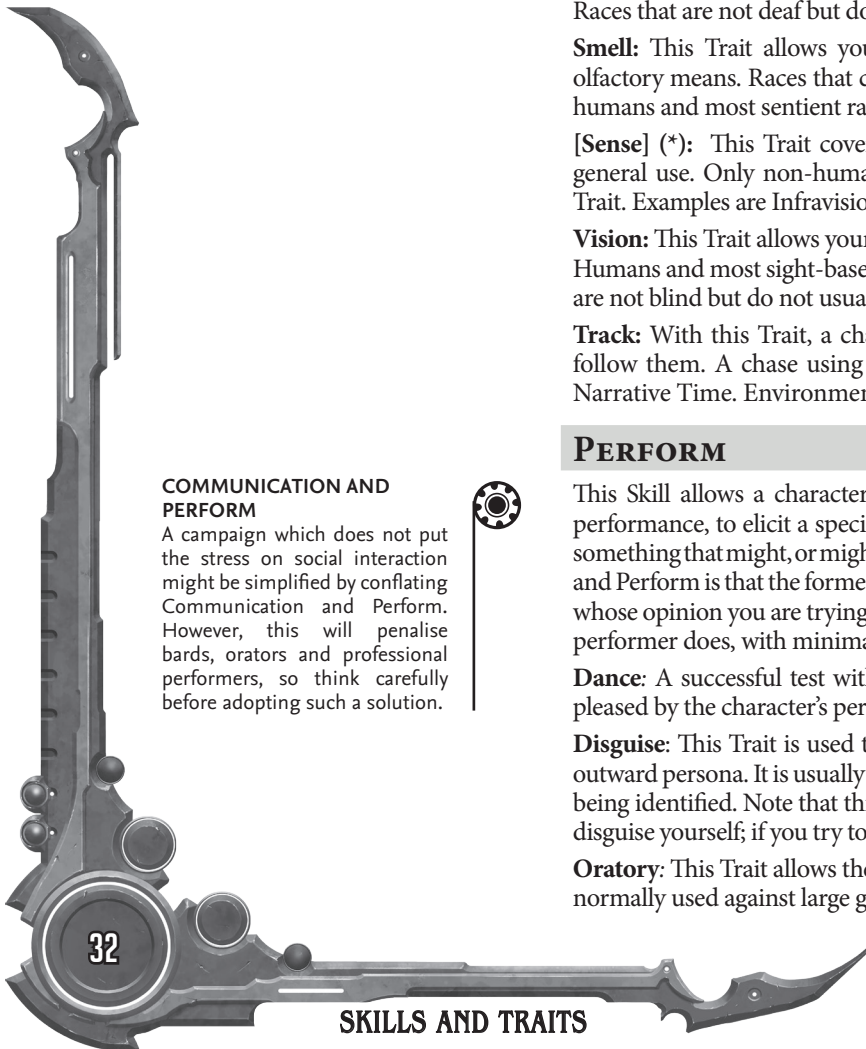 Races that are not deaf but do
Smell: This Trait allows you
olfactory means. Races that c
humans and most sentient ra
[Sense] (*): This Trait cove
general use. Only non-huma
Trait. Examples are Infravisio
Vision: This Trait allows your
Humans and most sight-base
are not blind but do not usua
Track: With this Trait, a cha
follow them. A chase using
Narrative Time. Environmen
PERFORM
This Skill allows a character
performance, to elicit a speci
something that might, or migh
and Perform is that the forme
whose opinion you are trying
performer does, with minima
Dance: A successful test wit
pleased by the character's per
Disguise: This Trait is used t
outward persona. It is usually
being identified. Note that thi
disguise yourself; if you try to
Oratory: This Trait allows the
normally used against large g
COMMUNICATION AND
PERFORM
A campaign which does not put
the stress on social interaction
might be simplified by conflating
Communication and Perform.
However, this will penalise
bards, orators and professional
performers, so think carefully
before adopting such a solution.
32
SKILLS AND TRAITS